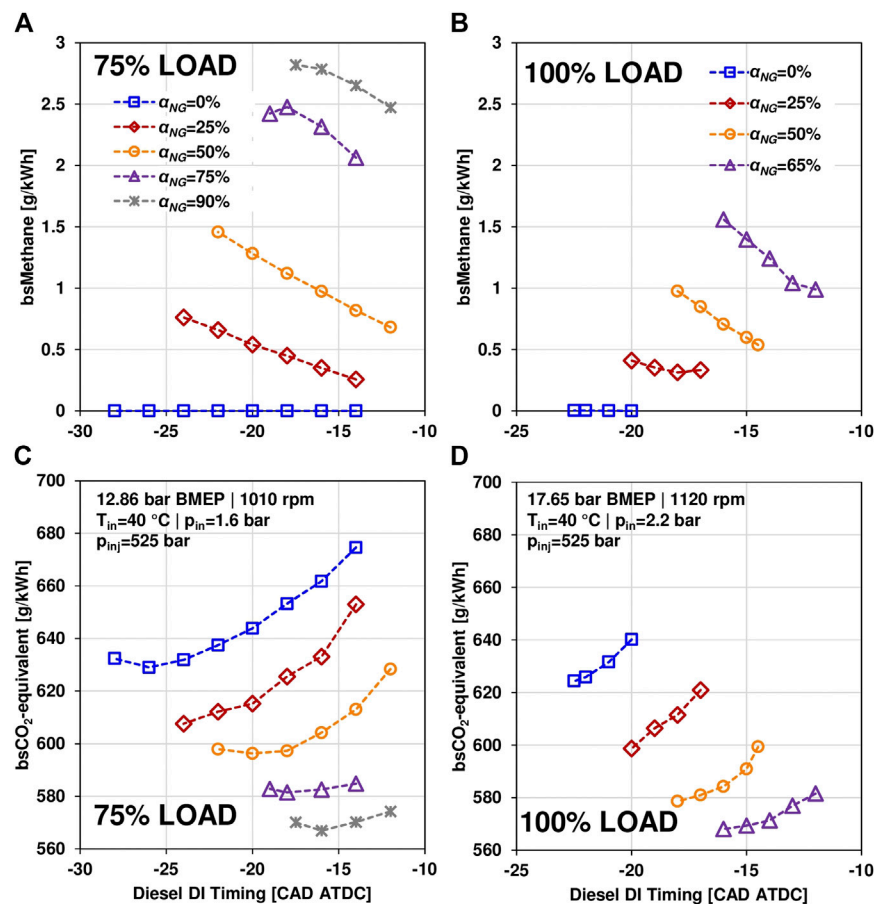 A
B
bsMethane [g/kWh]
3
2.5
2
1.5
1
0.5
0
75% LOAD
αNG=0%
αNG=25%
αNG=50%
αNG=75%
αNG=90%
-30
-25
-20
-15
-10
bsMethane [g/kWh]
3
2.5
2
1.5
1
0.5
0
100% LOAD
αNG=0%
αNG=25%
αNG=50%
αNG=65%
-25
-20
-15
-10
C
D
bsCO₂-equivalent [g/kWh]
700
680
660
640
620
600
580
560
12.86 bar BMEP | 1010 rpm
Tin=40 °C | pin=1.6 bar
pinj=525 bar
75% LOAD
-30
-25
-20
-15
-10
Diesel DI Timing [CAD ATDC]
bsCO₂-equivalent [g/kWh]
700
680
660
640
620
600
580
560
17.65 bar BMEP | 1120 rpm
Tin=40 °C | pin=2.2 bar
pinj=525 bar
100% LOAD
-25
-20
-15
-10
Diesel DI Timing [CAD ATDC]